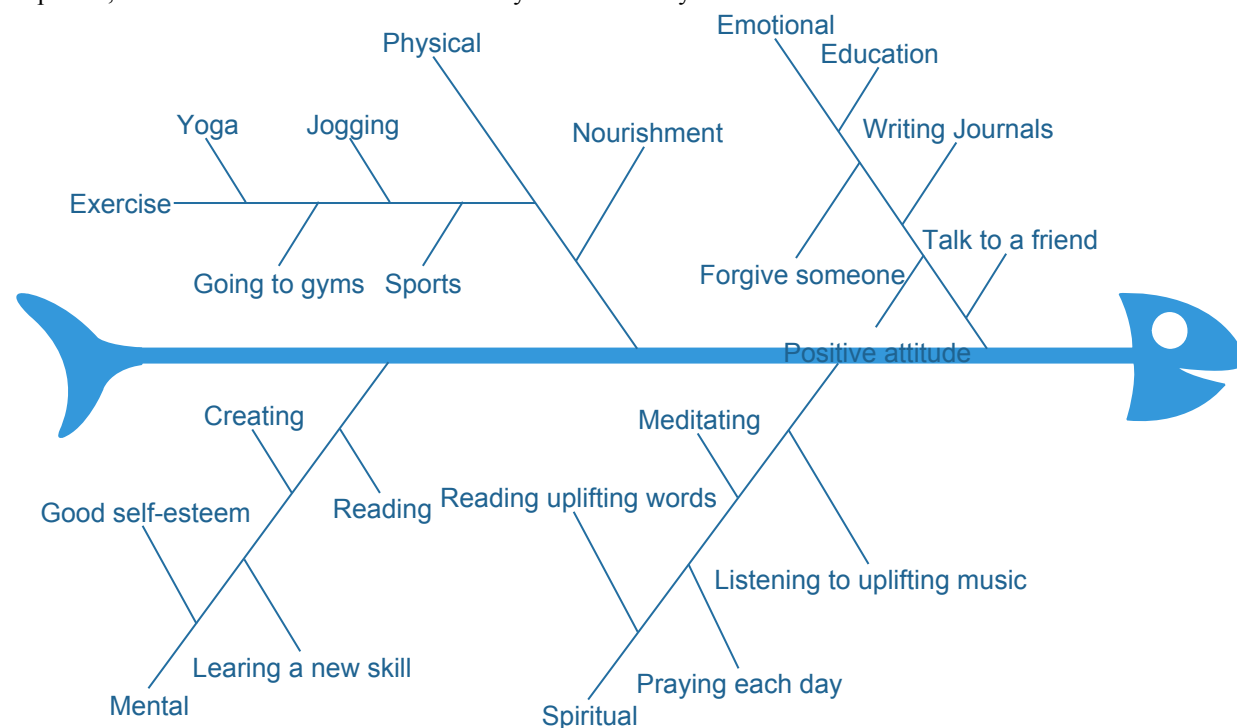 Emotional
Physical
Education
Yoga
Jogging
Nourishment
Writing Journals
Exercise
Talk to a friend
Going to gyms
Sports
Forgive someone
Positive attitude
Creating
Meditating
Good self-esteem
Reading
Reading uplifting words
Listening to uplifting music
Learing a new skill
Praying each day
Mental
Spiritual